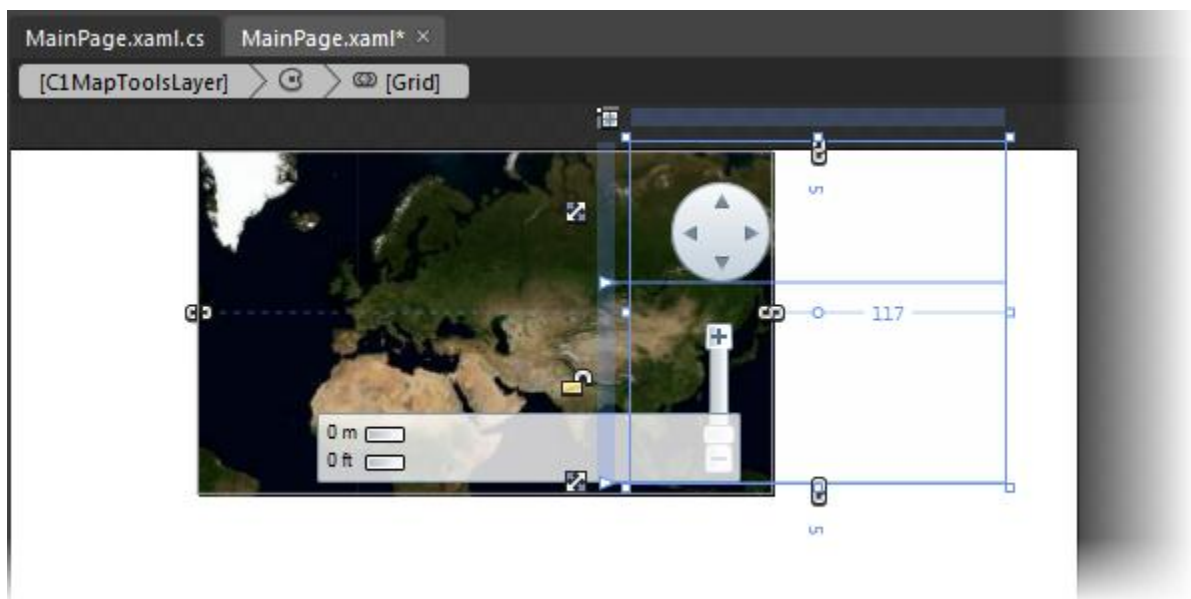 MainPage.xaml.cs MainPage.xaml* ×
[C1MapToolsLayer] [Grid]
5
117
0 m
0 ft
5